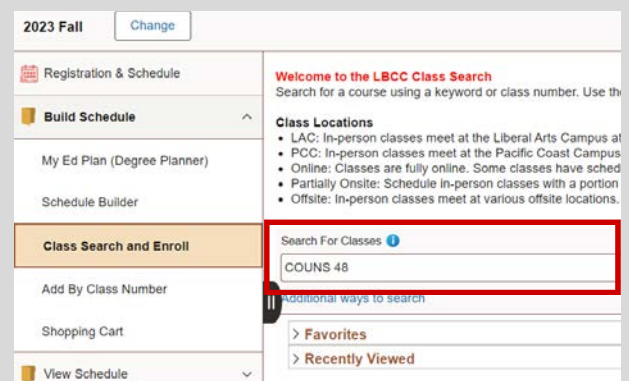 2023 Fall
Change
Registration & Schedule
Build Schedule
My Ed Plan (Degree Planner)
Schedule Builder
Class Search and Enroll
Add By Class Number
Shopping Cart
View Schedule
Welcome to the LBCC Class Search
Search for a course using a keyword or class number. Use the
Class Locations
• LAC: In-person classes meet at the Liberal Arts Campus at
• PCC: In-person classes meet at the Pacific Coast Campus
• Online: Classes are fully online. Some classes have sched
• Partially Onsite: Schedule in-person classes with a portion
• Offsite: In-person classes meet at various offsite locations.
Search For Classes
COUNS 48
Additional ways to search
> Favorites
> Recently Viewed